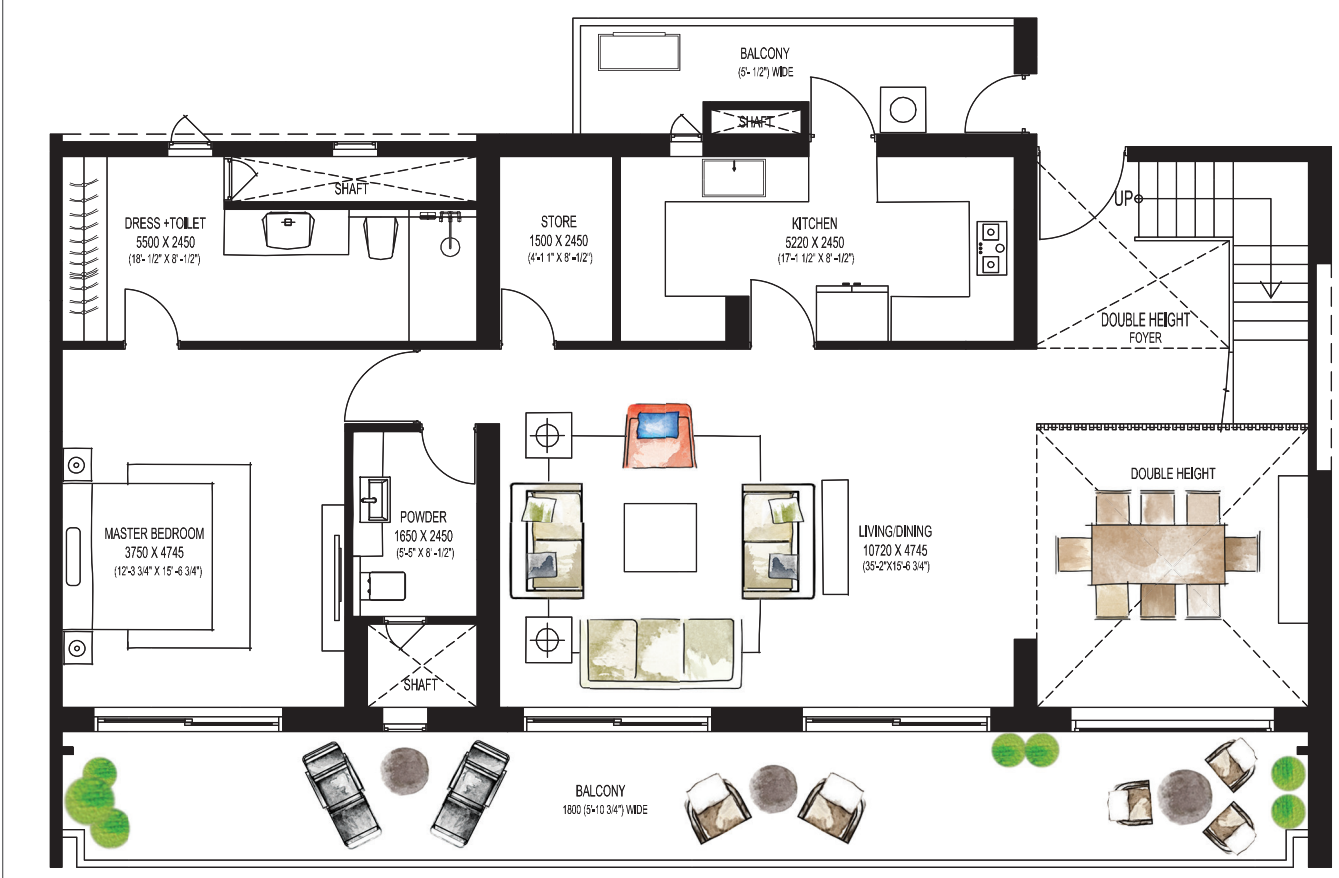 BALCONY
(5'- 1/2") WIDE
SHAFT
SHAFT
DRESS +TOILET
5500 X 2450
(18'- 1/2" X 8' -1/2")
STORE
1500 X 2450
(4'-1 1" X 8' -1/2")
KITCHEN
5220 X 2450
(17'-1 1/2" X 8' -1/2")
UP
DOUBLE HEIGHT
FOYER
MASTER BEDROOM
3750 X 4745
(12'-3 3/4" X 15' -6 3/4")
POWDER
1650 X 2450
(5'-5" X 8' -1/2")
SHAFT
LIVING/DINING
10720 X 4745
(35'-2"X15'-6 3/4")
DOUBLE HEIGHT
BALCONY
1800 (5'-10 3/4") WIDE